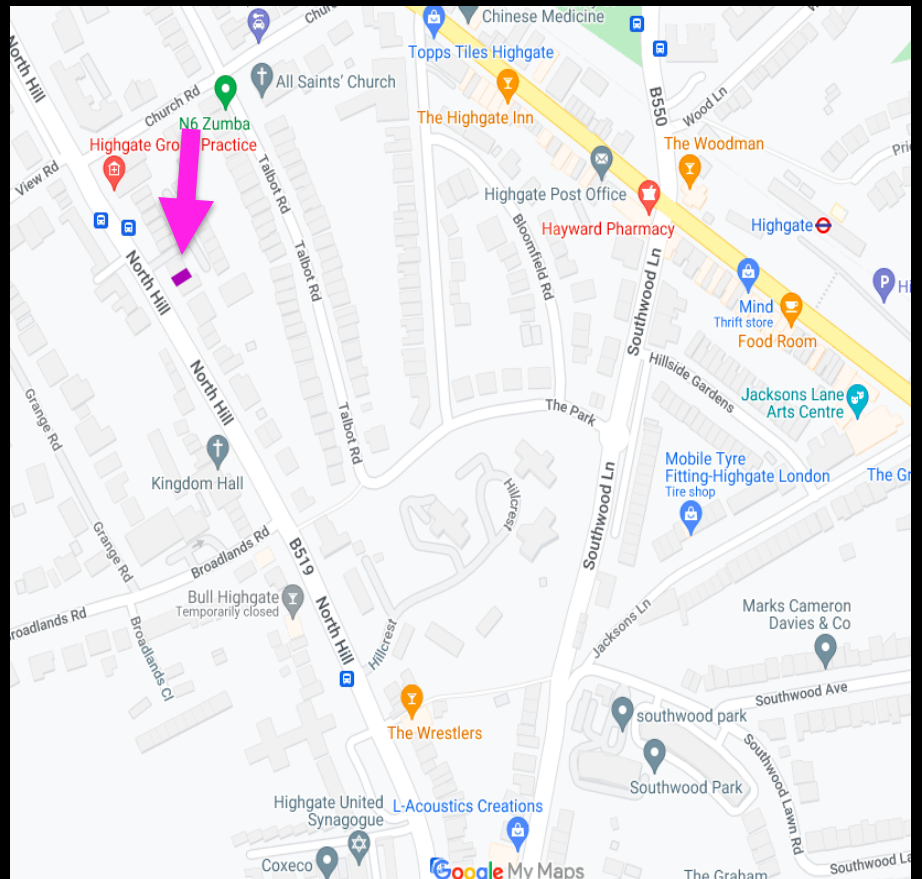 Church
Chinese Medicine
Topps Tiles Highgate
North Hill
All Saints' Church
Church Rd
B550
Wood Ln
The Highgate Inn
N6 Zumba
Highgate Group Practice
The Woodman
View Rd
Talbot Rd
Highgate Post Office
Hayward Pharmacy
Highgate
P
Bloomfield Rd
North Hill
Talbot Rd
Southwood Ln
Mind
Thrift store
Food Room
North Hill
Hillside Gardens
Grange Rd
Talbot Rd
The Park
Jacksons Lane
Arts Centre
Kingdom Hall
Mobile Tyre
Fitting-Highgate London
Tire shop
Hillcrest
Southwood Ln
Grange Rd
Broadlands Rd
B519
Bull Highgate
Temporarily closed
North Hill
roadlands Rd
Broadlands Cl
Hillcrest
Jacksons Ln
Marks Cameron
Davies & Co
Southwood Ave
southwood park
The Wrestlers
Southwood Park
Southwood Lawn Rd
Highgate United
Synagogue
L-Acoustics Creations
Coxeco
Google My Maps
The Graham
Southwood La